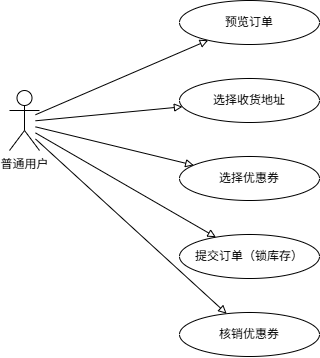 预览订单
选择收货地址
普通用户
选择优惠券
提交订单（锁库存）
核销优惠券